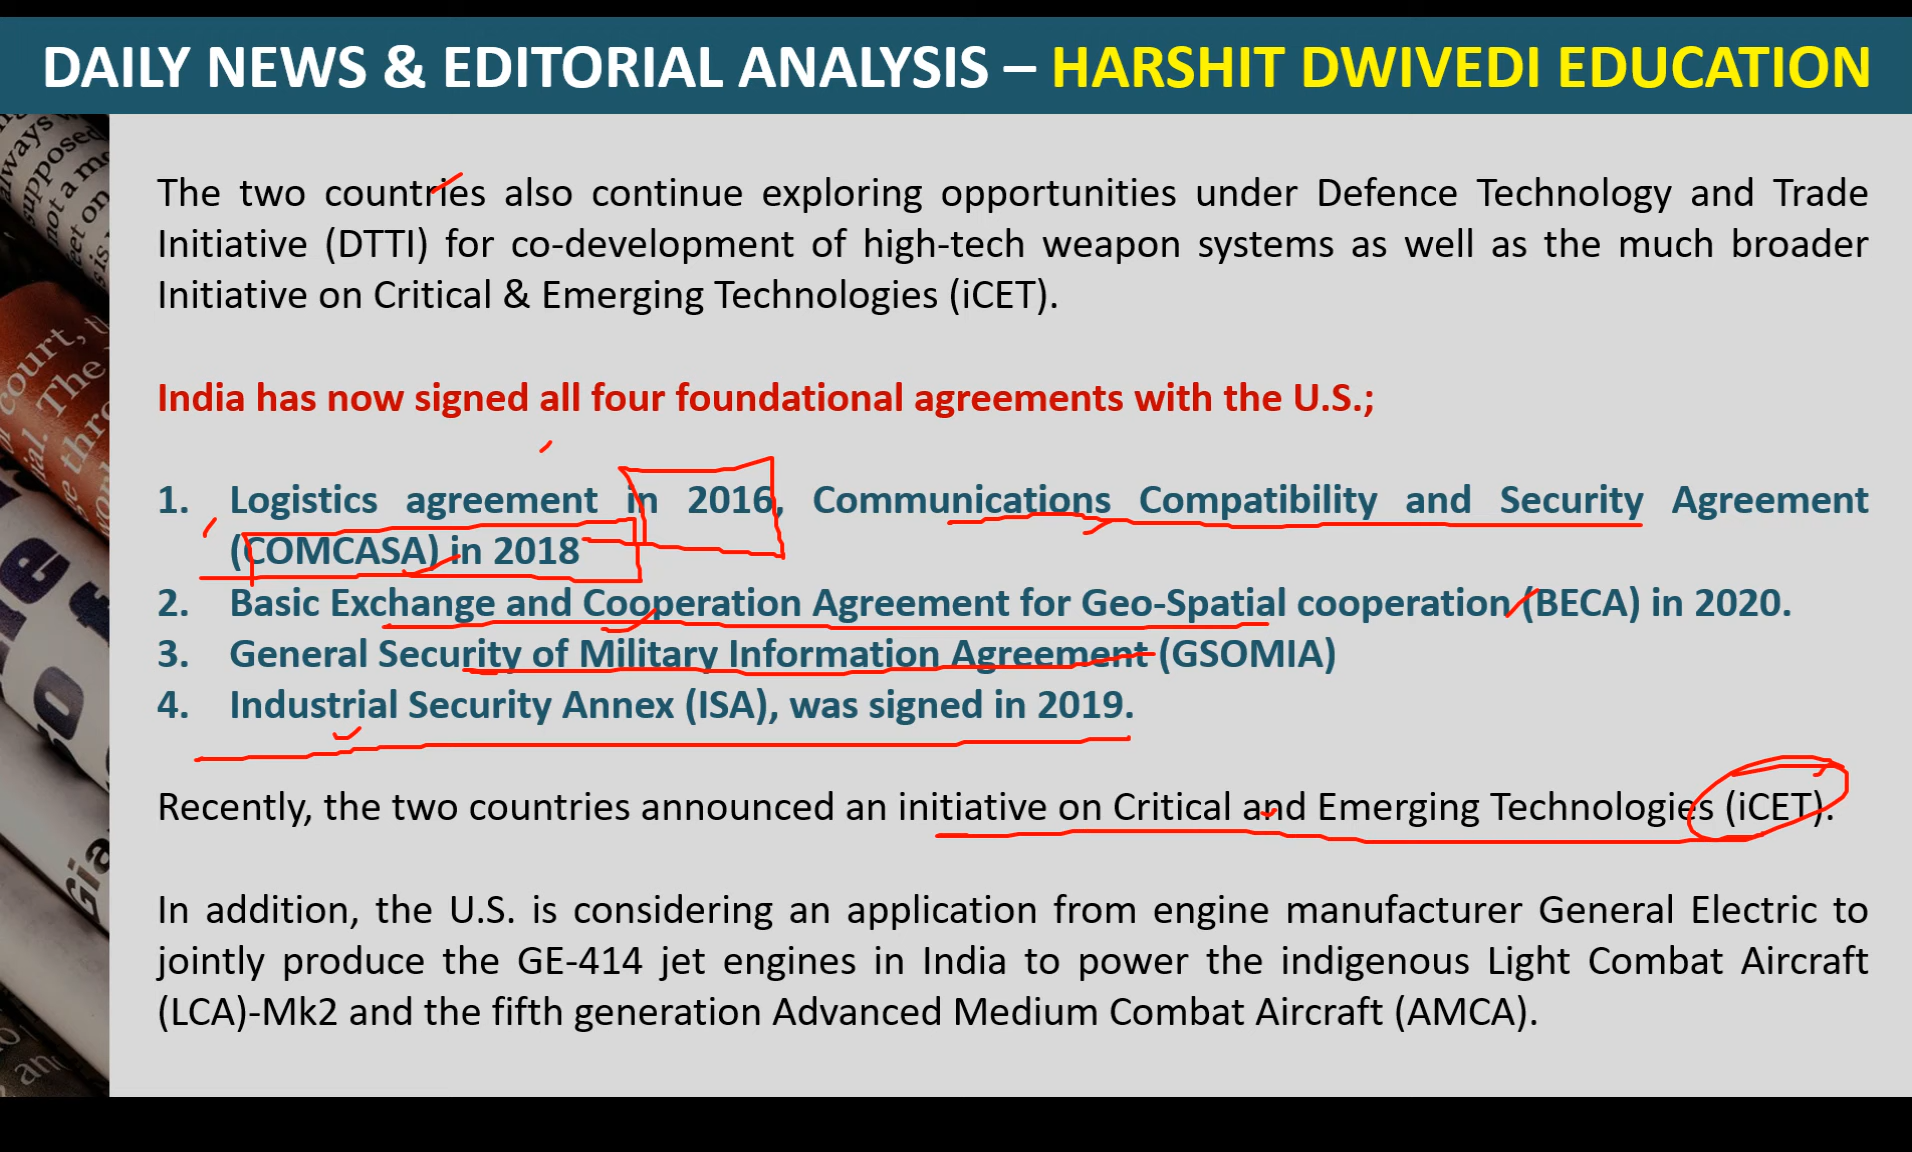 DAILY NEWS & EDITORIAL ANALYSIS – HARSHIT DWIVEDI EDUCATION
The two countries also continue exploring opportunities under Defence Technology and Trade
Initiative (DTTI) for co-development of high-tech weapon systems as well as the much broader
Initiative on Critical & Emerging Technologies (iCET).
India has now signed all four foundational agreements with the U.S.;
1. Logistics agreement in 2016, Communications Compatibility and Security Agreement
(COMCASA) in 2018
2. Basic Exchange and Cooperation Agreement for Geo-Spatial cooperation (BECA) in 2020.
3. General Security of Military Information Agreement (GSOMIA)
4. Industrial Security Annex (ISA), was signed in 2019.
Recently, the two countries announced an initiative on Critical and Emerging Technologies (iCET).
In addition, the U.S. is considering an application from engine manufacturer General Electric to
jointly produce the GE-414 jet engines in India to power the indigenous Light Combat Aircraft
(LCA)-Mk2 and the fifth generation Advanced Medium Combat Aircraft (AMCA).